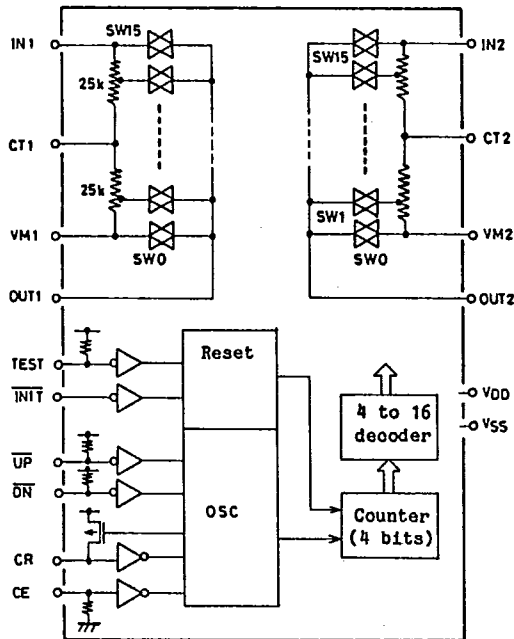 IN1
SW15
SW15
IN2
25k
CT1
CT2
25k
SW1
VM1
VM2
SW0
SW0
OUT1
OUT2
TEST
Reset
INIT
4 to 16
decoder
VDD
VSS
UP
DN
OSC
Counter
(4 bits)
CR
CE